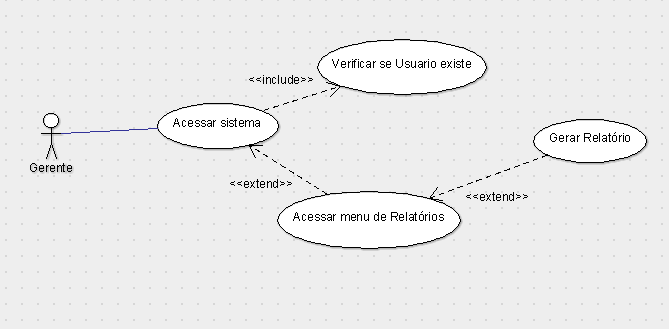 Verificar se Usuario existe
<<include>>
Acessar sistema
Gerar Relatório
Gerente
<<extend>>
<<extend>>
Acessar menu de Relatórios